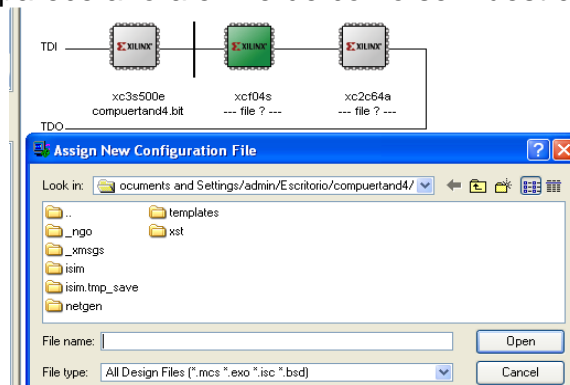 TDI
XILINX XILINX XILINX
xc3s500e xcf04s xc2c64a
compuertand4.bit --- file ? --- --- file ? ---
TDO
Assign New Configuration File
Look in: ocuments and Settings/admin/Escritorio/compuertand4/
.. templates
_ngo xst
_xmsgs
isim
isim.tmp_save
netgen
File name: Open
File type: All Design Files (*.mcs *.exo *.isc *.bsd) Cancel